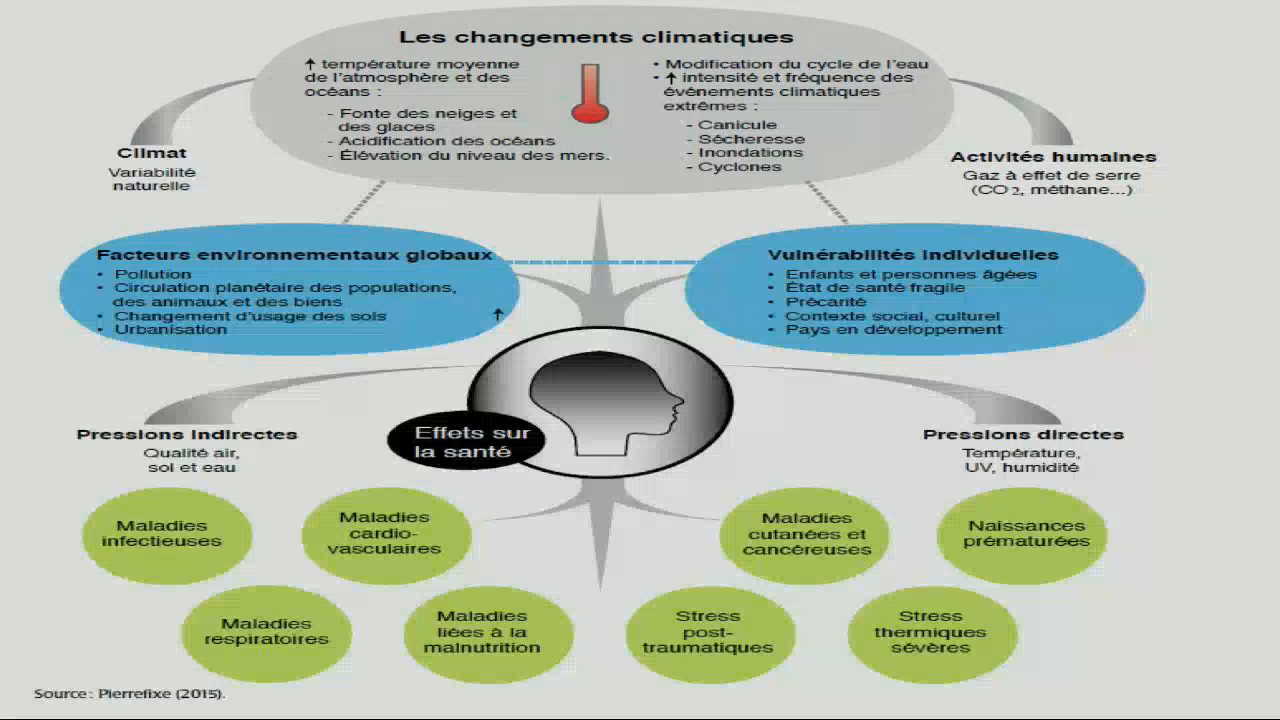 Les changements climatiques
↑ température moyenne
de l'atmosphère et des
océans :
- Fonte des neiges et
des glaces
- Acidification des océans
- Élévation du niveau des mers.
• Modification du cycle de l'eau
• ↑ intensité et fréquence des
événements climatiques
extrêmes :
- Canicule
- Sécheresse
- Inondations
- Cyclones
Climat
Variabilité
naturelle
Activités humaines
Gaz à effet de serre
(CO2, méthane...)
Facteurs environnementaux globaux
• Pollution
• Circulation planétaire des populations,
des animaux et des biens
• Changement d'usage des sols ↑
• Urbanisation
Vulnérabilités individuelles
• Enfants et personnes âgées
• État de santé fragile
• Précarité
• Contexte social, culturel
• Pays en développement
Effets sur
la santé
Pressions indirectes
Qualité air,
sol et eau
Pressions directes
Température,
UV, humidité
Maladies
infectieuses
Maladies
cardio-
vasculaires
Maladies
cutanées et
cancéreuses
Naissances
prématurées
Maladies
respiratoires
Maladies
liées à la
malnutrition
Stress
post-
traumatiques
Stress
thermiques
sévères
Source : Pierrefixe (2015).